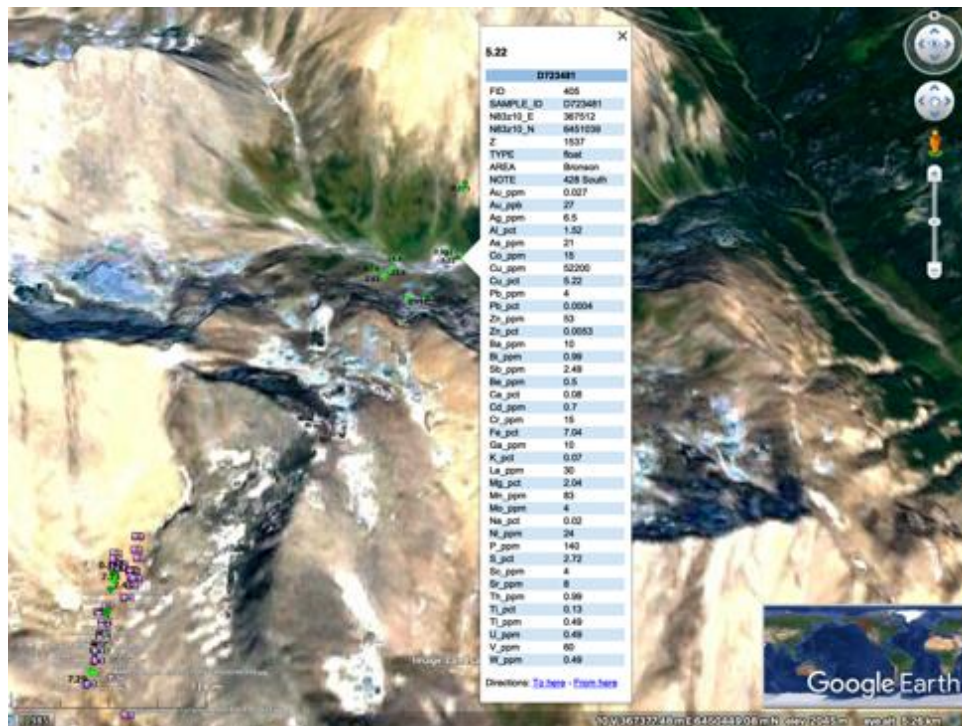 5.22
D723481
FID 405
SAMPLE_ID D723481
N83z10_E 367512
N83z10_N 6451039
Z 1537
TYPE float
AREA Bronson
NOTE 428 South
Au_ppm 0.027
Au_ppb 27
Ag_ppm 6.5
Al_pct 1.52
As_ppm 21
Co_ppm 15
Cu_ppm 52200
Cu_pct 5.22
Pb_ppm 4
Pb_pct 0.0004
Zn_ppm 53
Zn_pct 0.0053
Ba_ppm 10
Bi_ppm 0.99
Sb_ppm 2.49
Be_ppm 0.5
Ca_pct 0.08
Cd_ppm 0.7
Cr_ppm 15
Fe_pct 7.04
Ga_ppm 10
K_pct 0.07
La_ppm 30
Mg_pct 2.04
Mn_ppm 83
Mo_ppm 4
Na_pct 0.02
Ni_ppm 24
P_ppm 140
S_pct 2.72
Sc_ppm 4
Sr_ppm 8
Th_ppm 0.99
Ti_pct 0.13
Tl_ppm 0.49
U_ppm 0.49
V_ppm 60
W_ppm 0.49
Directions: To here - From here
7.29
Google Earth
elev 2045 m
eye alt